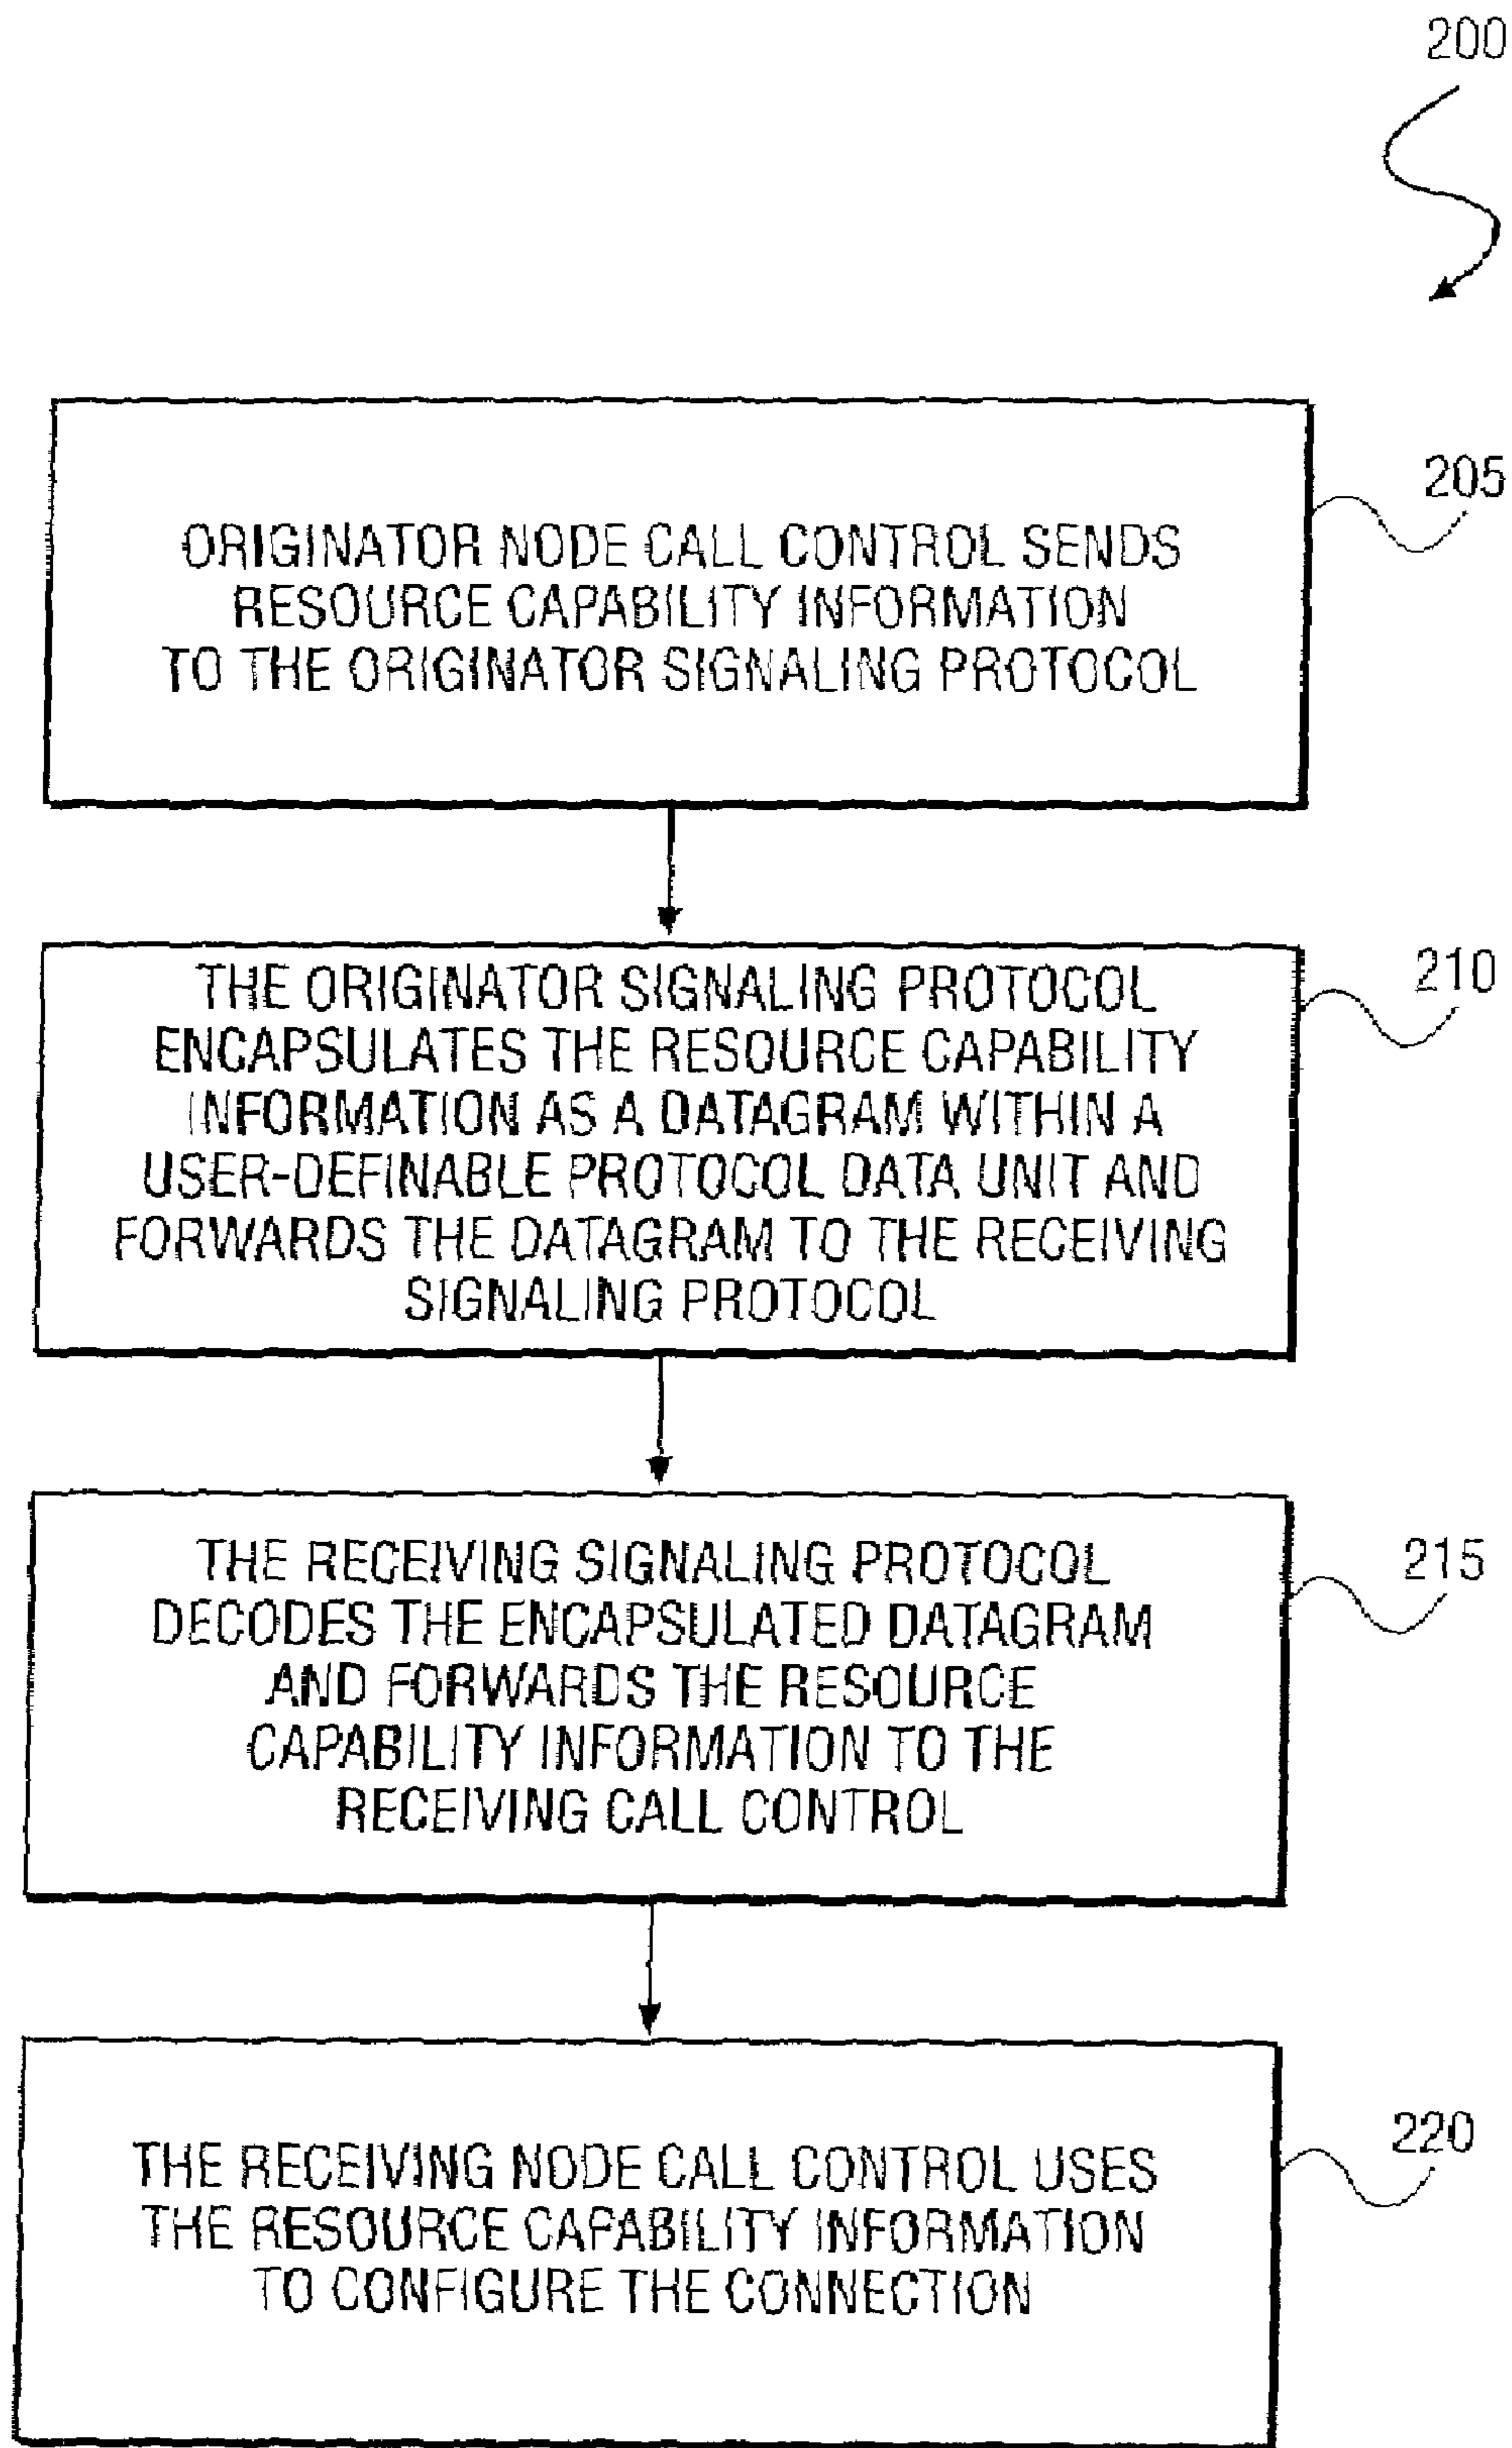 200
205
ORIGINATOR NODE CALL CONTROL SENDS
RESOURCE CAPABILITY INFORMATION
TO THE ORIGINATOR SIGNALING PROTOCOL
210
THE ORIGINATOR SIGNALING PROTOCOL
ENCAPSULATES THE RESOURCE CAPABILITY
INFORMATION AS A DATAGRAM WITHIN A
USER-DEFINABLE PROTOCOL DATA UNIT AND
FORWARDS THE DATAGRAM TO THE RECEIVING
SIGNALING PROTOCOL
215
THE RECEIVING SIGNALING PROTOCOL
DECODES THE ENCAPSULATED DATAGRAM
AND FORWARDS THE RESOURCE
CAPABILITY INFORMATION TO THE
RECEIVING CALL CONTROL
220
THE RECEIVING NODE CALL CONTROL USES
THE RESOURCE CAPABILITY INFORMATION
TO CONFIGURE THE CONNECTION